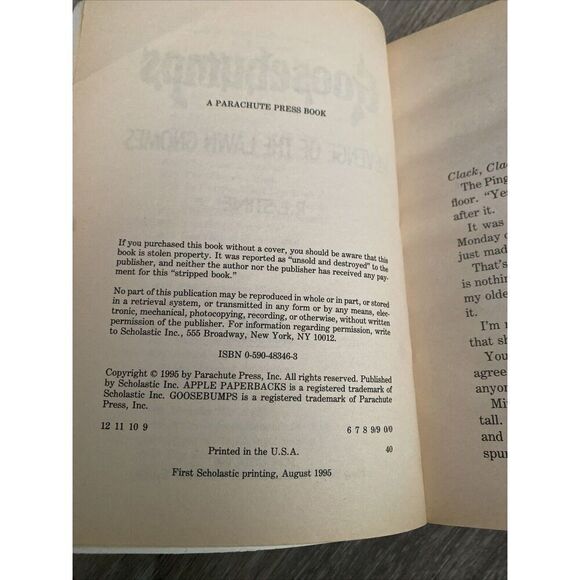 A PARACHUTE PRESS BOOK
If you purchased this book without a cover, you should be aware that this
book is stolen property. It was reported as "unsold and destroyed" to the
publisher, and neither the author nor the publisher has received any pay-
ment for this "stripped book."
No part of this publication may be reproduced in whole or in part, or stored
in a retrieval system, or transmitted in any form or by any means, elec-
tronic, mechanical, photocopying, recording, or otherwise, without written
permission of the publisher. For information regarding permission, write
to Scholastic Inc., 555 Broadway, New York, NY 10012.
ISBN 0-590-48346-3
Copyright © 1995 by Parachute Press, Inc. All rights reserved. Published
by Scholastic Inc. APPLE PAPERBACKS is a registered trademark of
Scholastic Inc. GOOSEBUMPS is a registered trademark of Parachute
Press, Inc.
12 11 10 9 6 7 8 9/9 0/0
Printed in the U.S.A. 40
First Scholastic printing, August 1995
Clack, Clac
The Ping
floor. "Yes
after it.
It was
Monday o
just made
That's
is nothin
my olde
it.
I'm n
that sh
You
agree
anyon
Mi
tall.
and
spu